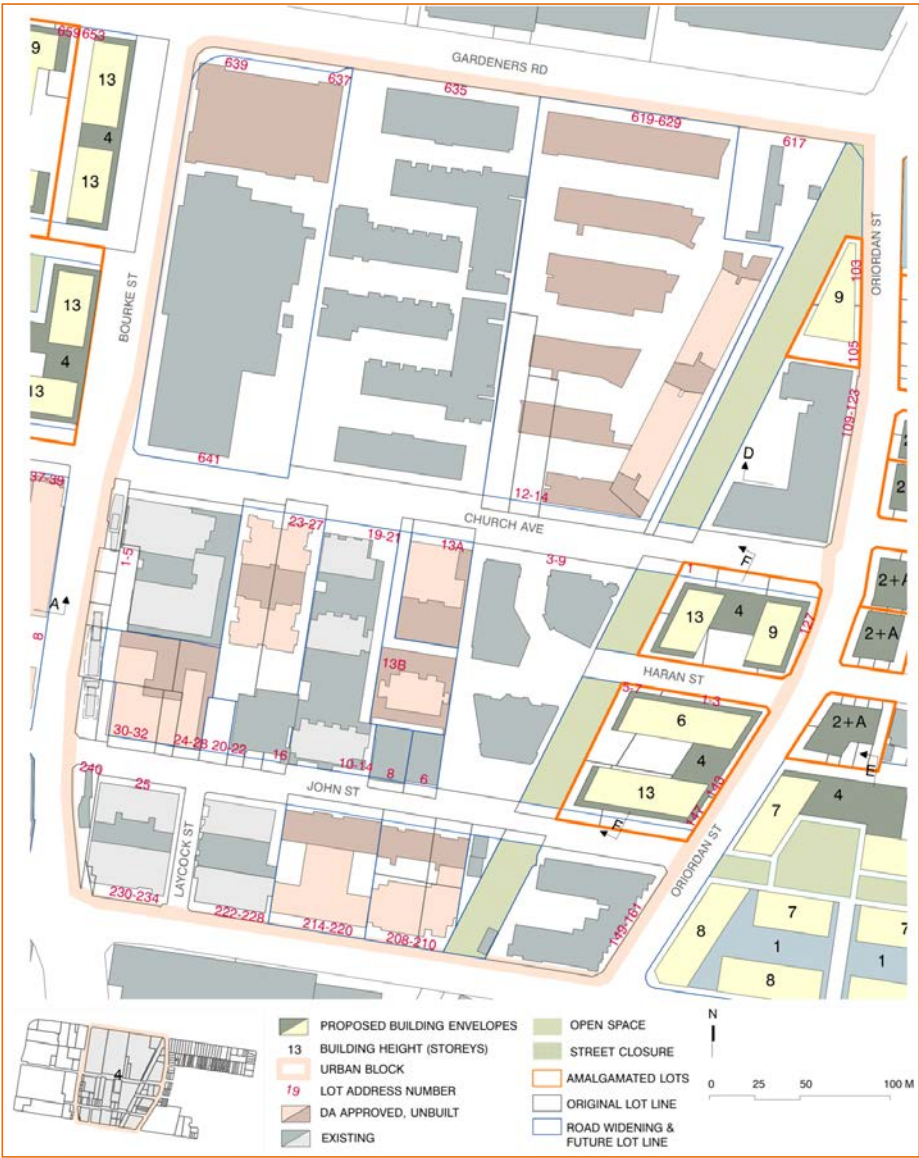 659 653
GARDENERS RD
9
13
639
637
635
619-629
617
4
13
ORIORDAN ST
BOURKE ST
103
9
13
105
4
13
109-123
D
641
37-39
12-14
CHURCH AVE
2
23-27
19-21
13A
3-9
F
1
1-5
2+A
13
4
9
127
A
8
2+A
13B
HARAN ST
5-7
1-3
6
2+A
30-32
24-28
20-22
16
10-14
8
6
4
E
240
25
JOHN ST
13
147
143
7
4
F
LAYCOCK ST
ORIORDAN ST
230-234
222-228
214-220
208-210
149-161
7
7
8
1
1
8
4
PROPOSED BUILDING ENVELOPES
13 BUILDING HEIGHT (STOREYS)
URBAN BLOCK
19 LOT ADDRESS NUMBER
DA APPROVED, UNBUILT
EXISTING
OPEN SPACE
STREET CLOSURE
AMALGAMATED LOTS
ORIGINAL LOT LINE
ROAD WIDENING &
FUTURE LOT LINE
N
0 25 50 100 M